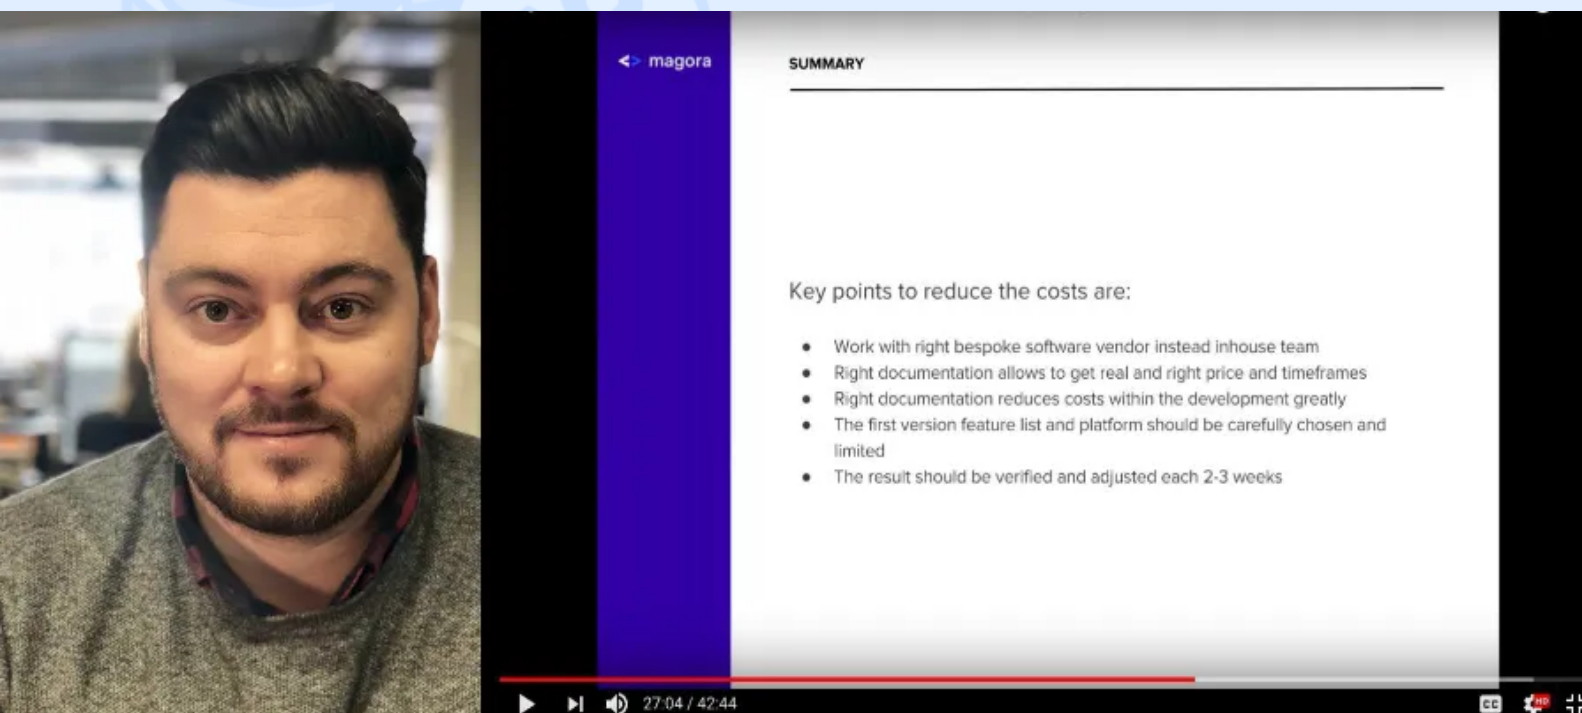 <> magora
SUMMARY
Key points to reduce the costs are:
● Work with right bespoke software vendor instead inhouse team
● Right documentation allows to get real and right price and timeframes
● Right documentation reduces costs within the development greatly
● The first version feature list and platform should be carefully chosen and
limited
● The result should be verified and adjusted each 2-3 weeks
27:04 / 42:44
CC
HD